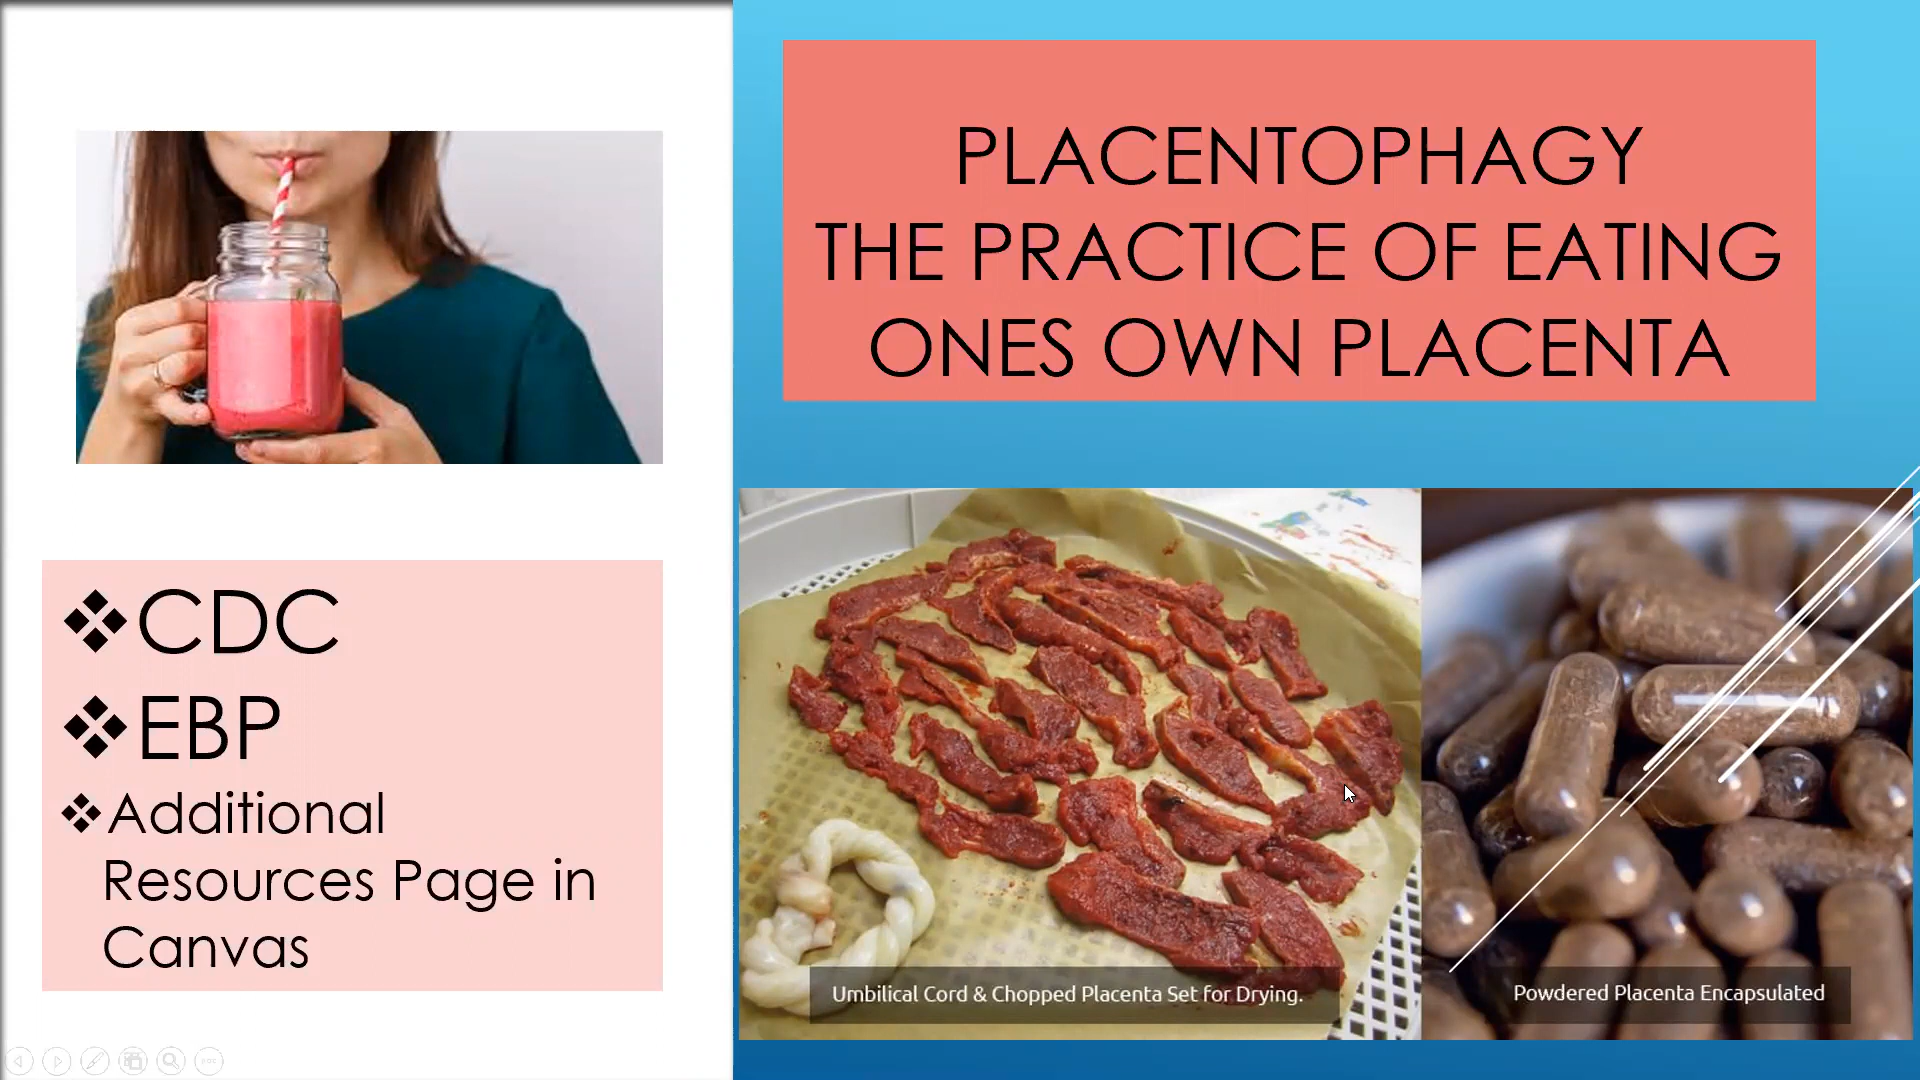 PLACENTOPHAGY
THE PRACTICE OF EATING
ONES OWN PLACENTA
❖CDC
❖EBP
❖Additional
Resources Page in
Canvas
Umbilical Cord & Chopped Placenta Set for Drying.
Powdered Placenta Encapsulated